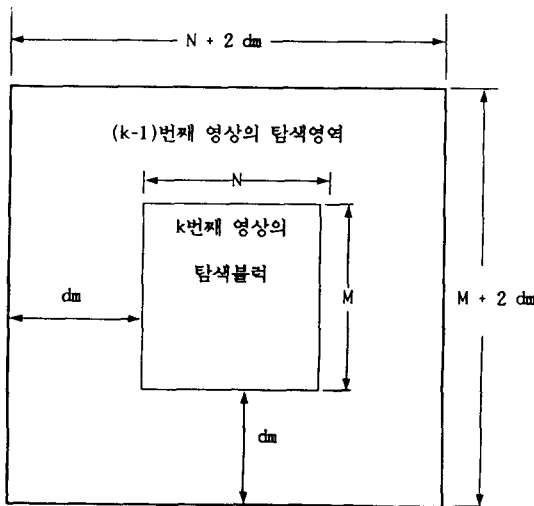 N + 2 dm
(k-1)번째 영상의 탐색영역
N
k번째 영상의
탐색블럭
dm
M
M + 2 dm
dm